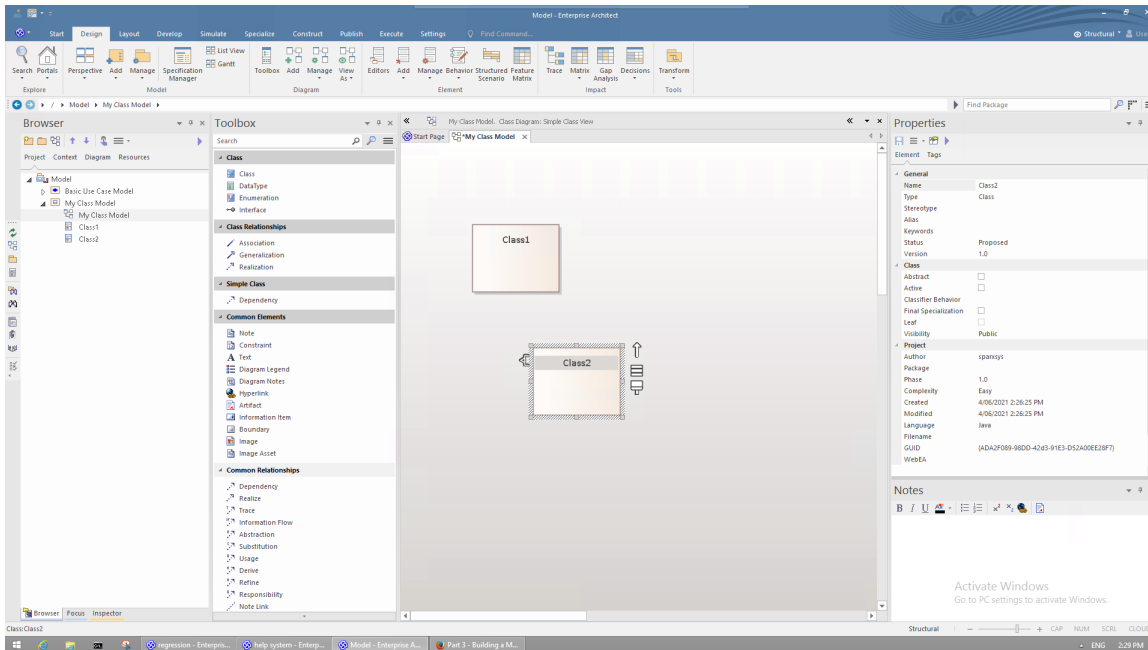 Model - Enterprise Architect
Start Design Layout Develop Simulate Specialize Construct Publish Execute Settings Find Command...
Structural
Search Portals Perspective Add Manage Specification Manager
List View
Gantt
Toolbox Add Manage View As
Editors Add Manage Behavior Structured Scenario Feature Matrix
Trace Matrix Gap Analysis Decisions Transform
Explore Model Diagram Element Impact Tools
/ Model My Class Model
Find Package
Browser
Project Context Diagram Resources
Model
Basic Use Case Model
My Class Model
My Class Model
Class1
Class2
Browser Focus Inspector
Toolbox
Search
Class
Class
DataType
Enumeration
Interface
Class Relationships
Association
Generalization
Realization
Simple Class
Dependency
Common Elements
Note
Constraint
A Text
Diagram Legend
Diagram Notes
Hyperlink
Artifact
Information Item
Boundary
Image
Image Asset
Common Relationships
Dependency
Realize
Trace
Information Flow
Abstraction
Substitution
Usage
Derive
Refine
Responsibility
Note Link
My Class Model. Class Diagram: Simple Class View
Start Page *My Class Model
Class1
Class2
Properties
Element Tags
General
Name Class2
Type Class
Stereotype
Alias
Keywords
Status Proposed
Version 1.0
Class
Abstract
Active
Classifier Behavior
Final Specialization
Leaf
Visibility Public
Project
Author sparxsys
Package
Phase 1.0
Complexity Easy
Created 4/06/2021 2:26:25 PM
Modified 4/06/2021 2:26:25 PM
Language Java
Filename
GUID {ADA2F089-98DD-42d3-91E3-D52A00EE28F7}
WebEA
Notes
B I U
Activate Windows
Go to PC settings to activate Windows.
Class:Class2
Structural CAP NUM SCRL CLOU
regression - Enterpris... help system - Enterp... Model - Enterprise A... Part 3 - Building a M...
ENG 2:29 PM